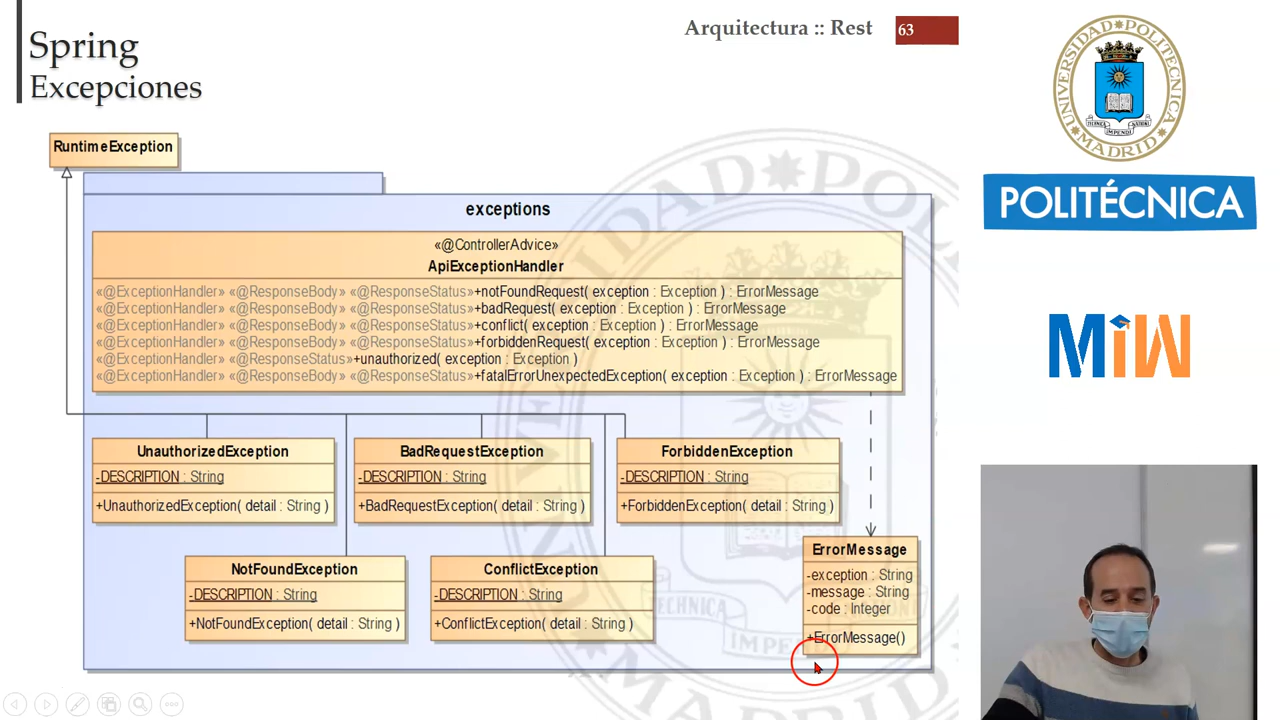 Spring
Excepciones
Arquitectura :: Rest
63
RuntimeException
exceptions
«@ControllerAdvice»
ApiExceptionHandler
«@ExceptionHandler» «@ResponseBody» «@ResponseStatus»+notFoundRequest( exception : Exception ) : ErrorMessage
«@ExceptionHandler» «@ResponseBody» «@ResponseStatus»+badRequest( exception : Exception ) : ErrorMessage
«@ExceptionHandler» «@ResponseBody» «@ResponseStatus»+conflict( exception : Exception ) : ErrorMessage
«@ExceptionHandler» «@ResponseBody» «@ResponseStatus»+forbiddenRequest( exception : Exception ) : ErrorMessage
«@ExceptionHandler» «@ResponseStatus»+unauthorized( exception : Exception )
«@ExceptionHandler» «@ResponseBody» «@ResponseStatus»+fatalErrorUnexpectedException( exception : Exception ) : ErrorMessage
UnauthorizedException
-DESCRIPTION : String
+UnauthorizedException( detail : String )
BadRequestException
-DESCRIPTION : String
+BadRequestException( detail : String )
ForbiddenException
-DESCRIPTION : String
+ForbiddenException( detail : String )
NotFoundException
-DESCRIPTION : String
+NotFoundException( detail : String )
ConflictException
-DESCRIPTION : String
+ConflictException( detail : String )
ErrorMessage
-exception : String
-message : String
-code : Integer
+ErrorMessage()
UNIVERSIDAD POLITÉCNICA
MADRID
POLITÉCNICA
MiW